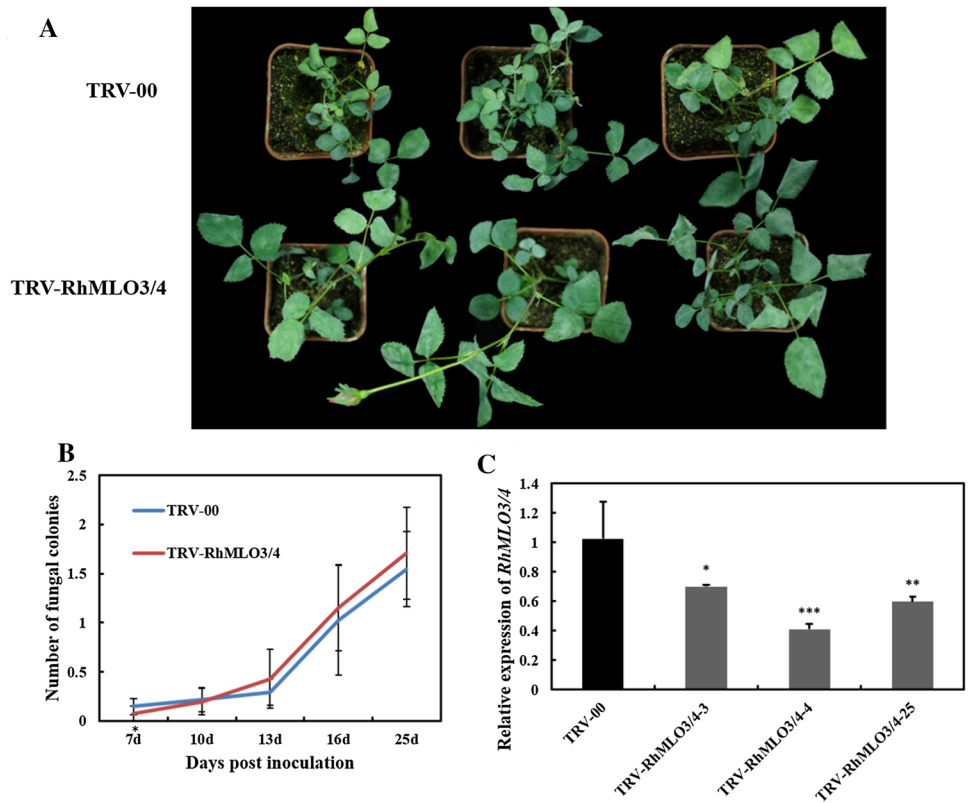 A
TRV-00
TRV-RhMLO3/4
B
Number of fungal colonies
2.5
2
1.5
1
0.5
0
TRV-00
TRV-RhMLO3/4
*
7d 10d 13d 16d 25d
Days post inoculation
C
Relative expression of RhMLO3/4
1.4
1.2
1
0.8
0.6
0.4
0.2
0
*
***
**
TRV-00
TRV-RhMLO3/4-3
TRV-RhMLO3/4-4
TRV-RhMLO3/4-25